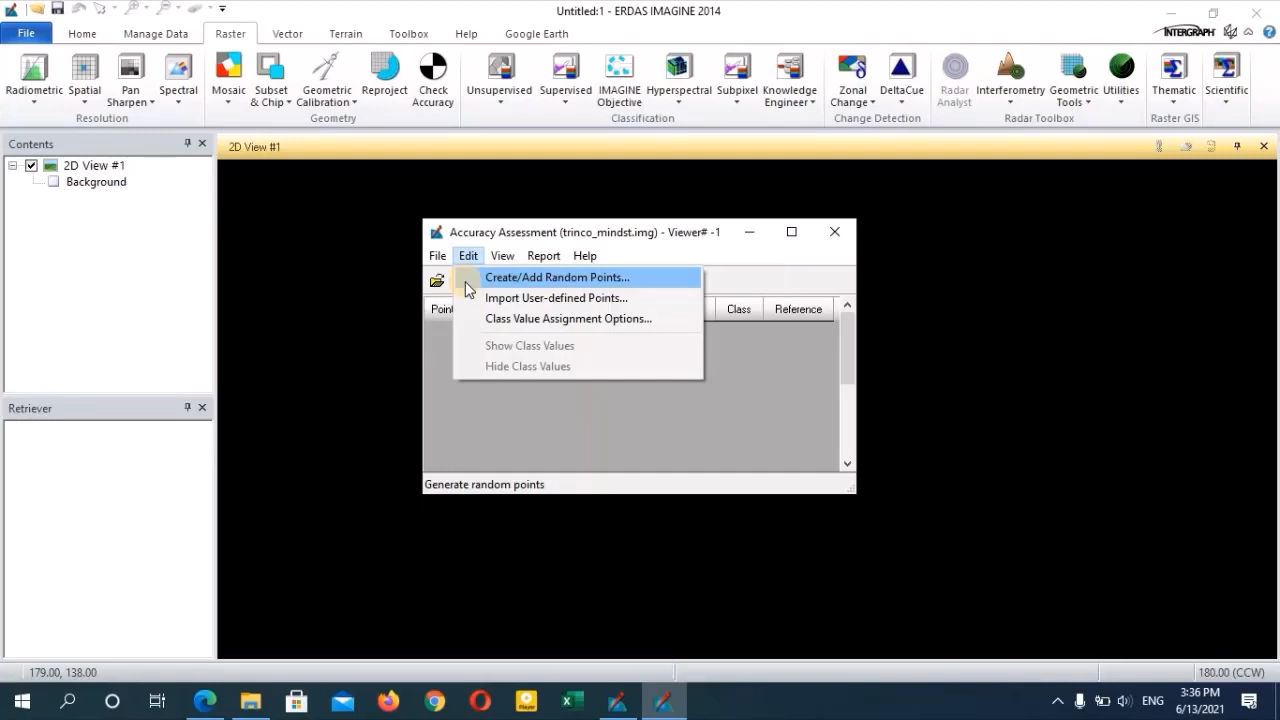 Untitled:1 - ERDAS IMAGINE 2014
File Home Manage Data Raster Vector Terrain Toolbox Help Google Earth
INTERGRAPH
Radiometric Spatial Pan Sharpen Spectral Mosaic Subset & Chip Geometric Calibration Reproject Check Accuracy Unsupervised Supervised IMAGINE Objective Hyperspectral Subpixel Knowledge Engineer Zonal Change DeltaCue Radar Analyst Interferometry Geometric Tools Utilities Thematic Scientific
Resolution Geometry Classification Change Detection Radar Toolbox Raster GIS
Contents
2D View #1
2D View #1
Background
Accuracy Assessment (trinco_mindst.img) - Viewer# -1
File Edit View Report Help
Create/Add Random Points...
Import User-defined Points...
Point
Class Reference
Class Value Assignment Options...
Show Class Values
Hide Class Values
Retriever
Generate random points
179.00, 138.00
180.00 (CCW)
Player
ENG
3:36 PM
6/13/2021